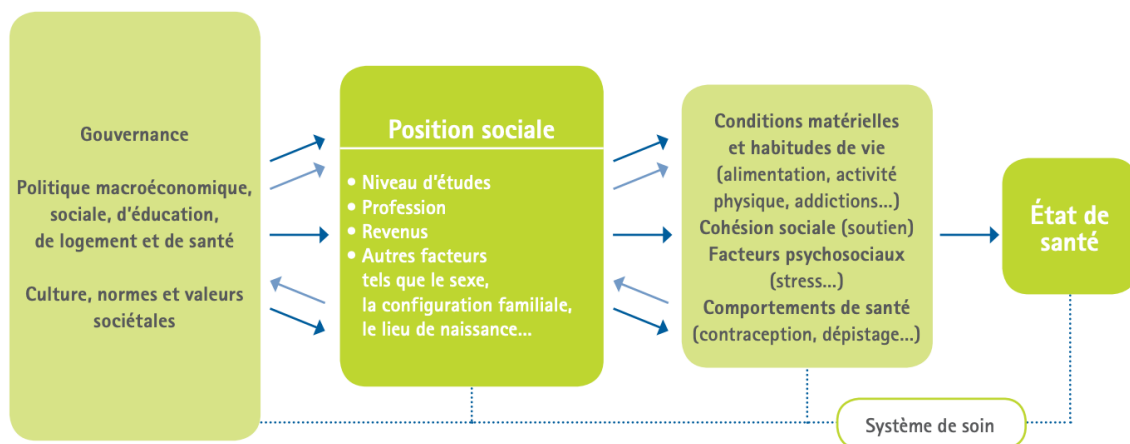 Gouvernance
Politique macroéconomique,
sociale, d'éducation,
de logement et de santé
Culture, normes et valeurs
sociétales
Position sociale
• Niveau d'études
• Profession
• Revenus
• Autres facteurs
tels que le sexe,
la configuration familiale,
le lieu de naissance...
Conditions matérielles
et habitudes de vie
(alimentation, activité
physique, addictions...)
Cohésion sociale (soutien)
Facteurs psychosociaux
(stress...)
Comportements de santé
(contraception, dépistage...)
État de
santé
Système de soin